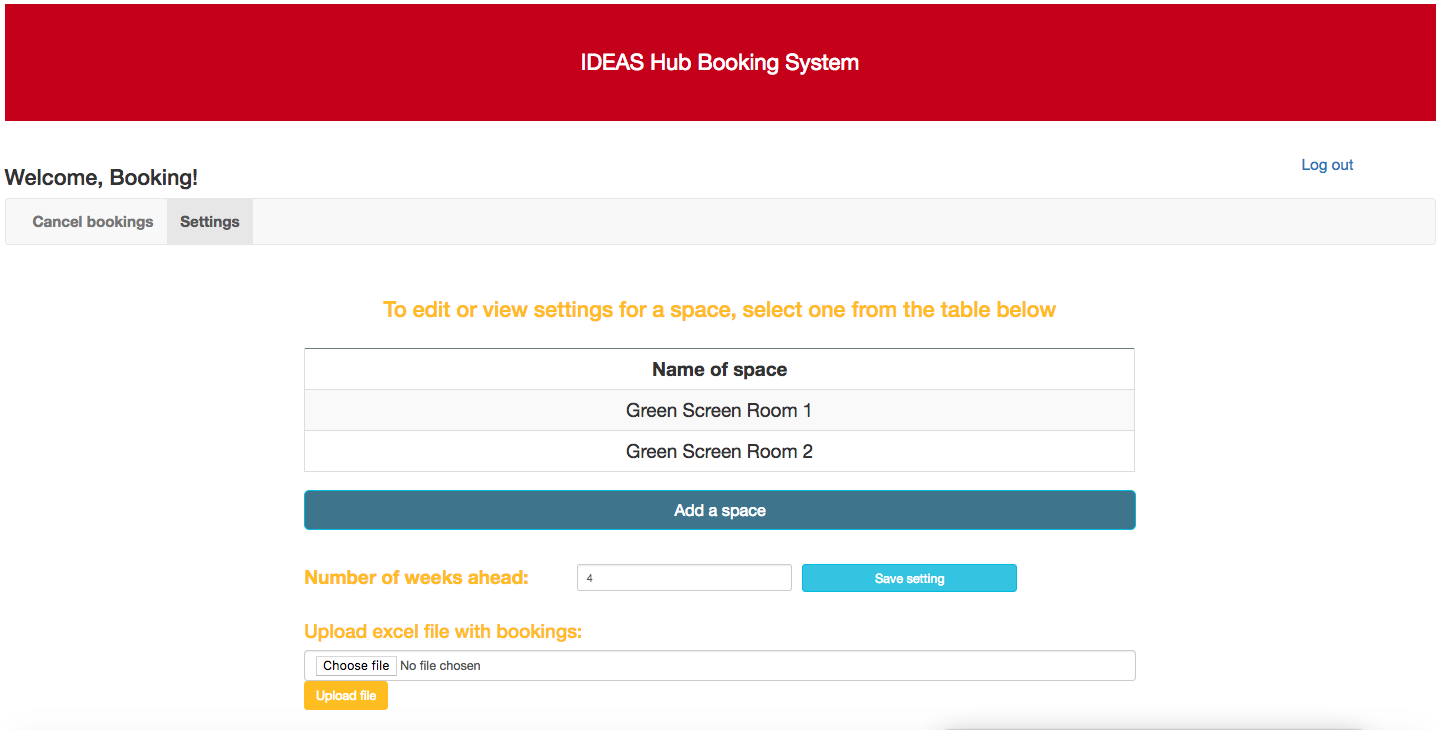 IDEAS Hub Booking System
Log out
Welcome, Booking!
Cancel bookings Settings
To edit or view settings for a space, select one from the table below
Name of space
Green Screen Room 1
Green Screen Room 2
Add a space
Number of weeks ahead: 4 Save setting
Upload excel file with bookings:
Choose file No file chosen
Upload file